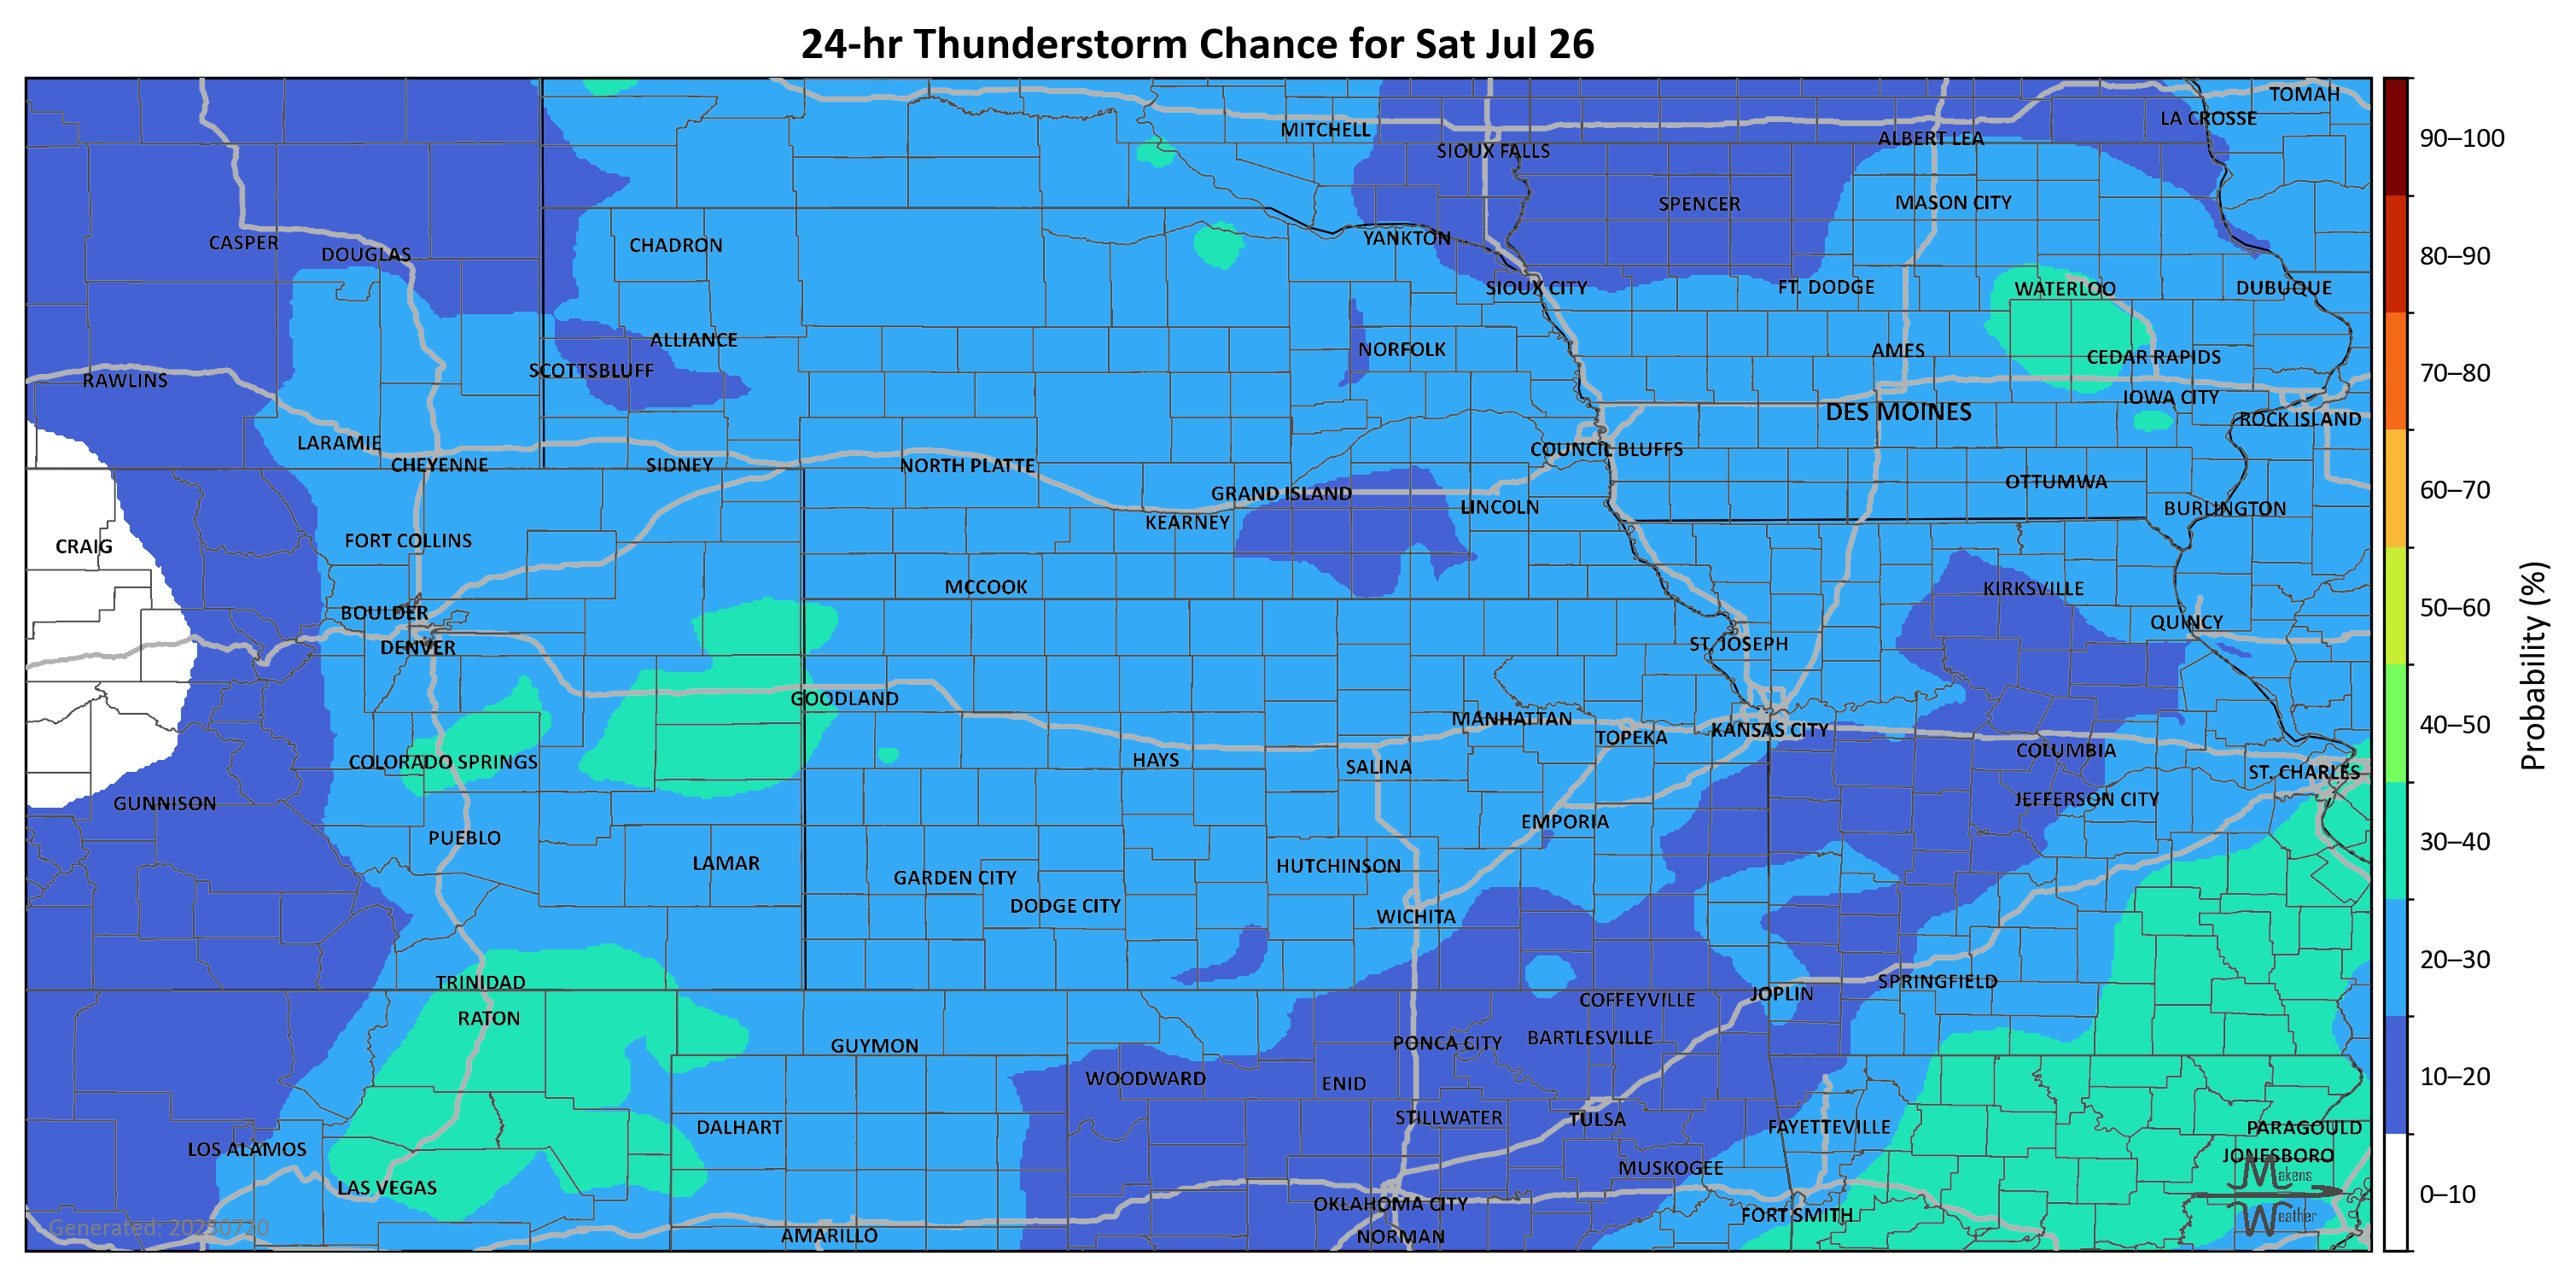 24-hr Thunderstorm Chance for Sat Jul 26
TOMAH
LA CROSSE
MITCHELL
ALBERT LEA
SIOUX FALLS
SPENCER
MASON CITY
CASPER
DOUGLAS
CHADRON
YANKTON
SIOUX CITY
FT. DODGE
WATERLOO
DUBUQUE
ALLIANCE
NORFOLK
AMES
CEDAR RAPIDS
SCOTTSBLUFF
RAWLINS
IOWA CITY
DES MOINES
ROCK ISLAND
LARAMIE
COUNCIL BLUFFS
CHEYENNE
SIDNEY
NORTH PLATTE
GRAND ISLAND
OTTUMWA
LINCOLN
BURLINGTON
KEARNEY
CRAIG
FORT COLLINS
MCCOOK
KIRKSVILLE
BOULDER
QUINCY
DENVER
ST. JOSEPH
GOODLAND
MANHATTAN
KANSAS CITY
TOPEKA
COLUMBIA
COLORADO SPRINGS
HAYS
SALINA
ST. CHARLES
GUNNISON
JEFFERSON CITY
EMPORIA
PUEBLO
LAMAR
HUTCHINSON
GARDEN CITY
DODGE CITY
WICHITA
TRINIDAD
SPRINGFIELD
JOPLIN
COFFEYVILLE
RATON
BARTLESVILLE
PONCA CITY
GUYMON
WOODWARD
ENID
STILLWATER
TULSA
DALHART
FAYETTEVILLE
PARAGOULD
LOS ALAMOS
JONESBORO
MUSKOGEE
LAS VEGAS
OKLAHOMA CITY
FORT SMITH
AMARILLO
NORMAN
Generated: 20250720
Makens
Weather
90–100
80–90
70–80
60–70
50–60
40–50
30–40
20–30
10–20
0–10
Probability (%)